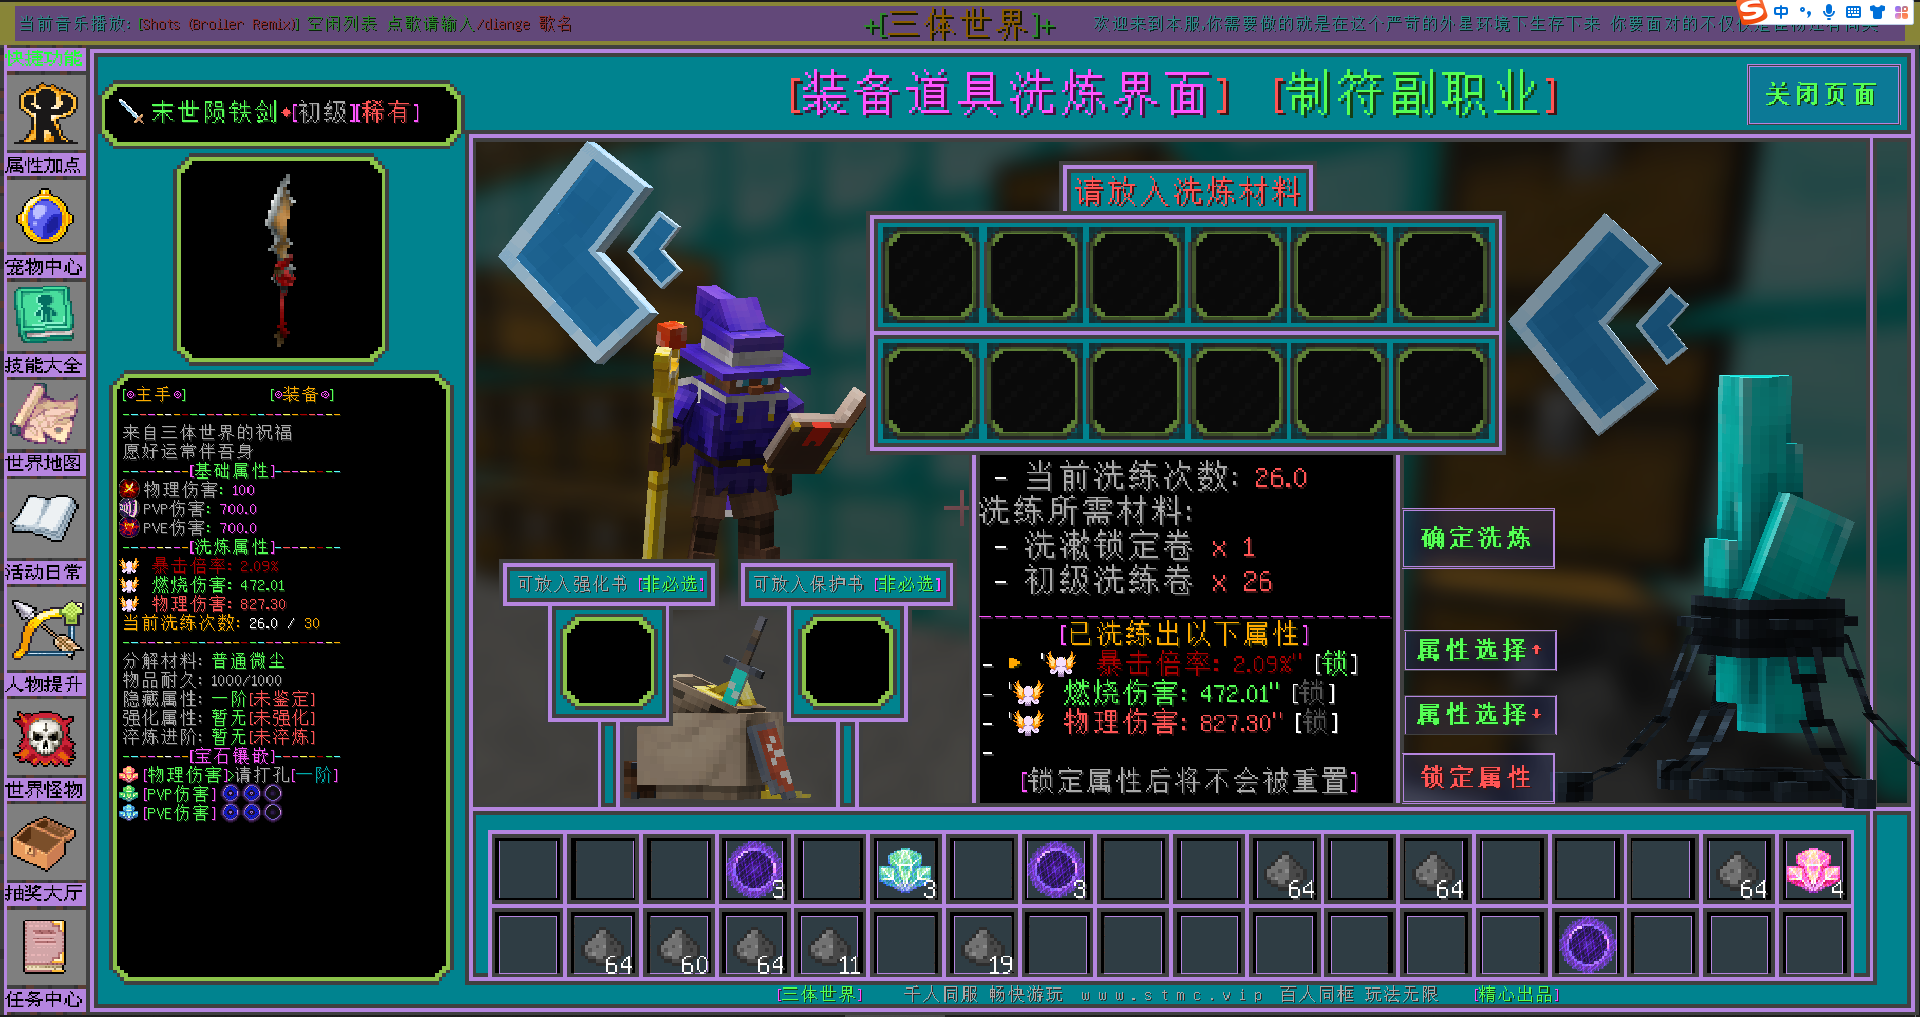 当前音乐播放: [Shots (Broiler Remix)] 空闲列表 点歌请输入/diange 歌名
+[三体世界]+
欢迎来到本服,你需要做的就是在这个严苛的外星环境下生存下来
中
快捷功能
属性加点
宠物中心
技能大全
世界地图
活动日常
人物提升
世界怪物
抽奖大厅
任务中心
末世陨铁剑◆[初级][稀有]
[装备道具洗炼界面] [制符副职业]
关闭页面
[◎主手◎] [◎装备◎]
来自三体世界的祝福
愿好运常伴吾身
--------[基础属性]--------
物理伤害: 100
PVP伤害: 700.0
PVE伤害: 700.0
--------[洗炼属性]--------
暴击倍率: 2.09%
燃烧伤害: 472.01
物理伤害: 827.30
当前洗练次数: 26.0 / 30
分解材料: 普通微尘
物品耐久: 1000/1000
隐藏属性: 一阶[未鉴定]
强化属性: 暂无[未强化]
淬炼进阶: 暂无[未淬炼]
--------[宝石镶嵌]--------
[物理伤害]>请打孔[一阶]
[PVP伤害]
[PVE伤害]
请放入洗炼材料
可放入强化书 [非必选]
可放入保护书 [非必选]
- 当前洗练次数: 26.0
洗练所需材料:
- 洗漱锁定卷 x 1
- 初级洗练卷 x 26
[已洗练出以下属性]
- ► '暴击倍率: 2.09%" [锁]
- '燃烧伤害: 472.01" [锁]
- '物理伤害: 827.30" [锁]
-
[锁定属性后将不会被重置]
确定洗炼
属性选择↑
属性选择↓
锁定属性
3 3 3 64 64 64 4
64 60 64 11 19
[三体世界] 千人同服 畅快游玩 www.stmc.vip 百人同框 玩法无限 [精心出品]